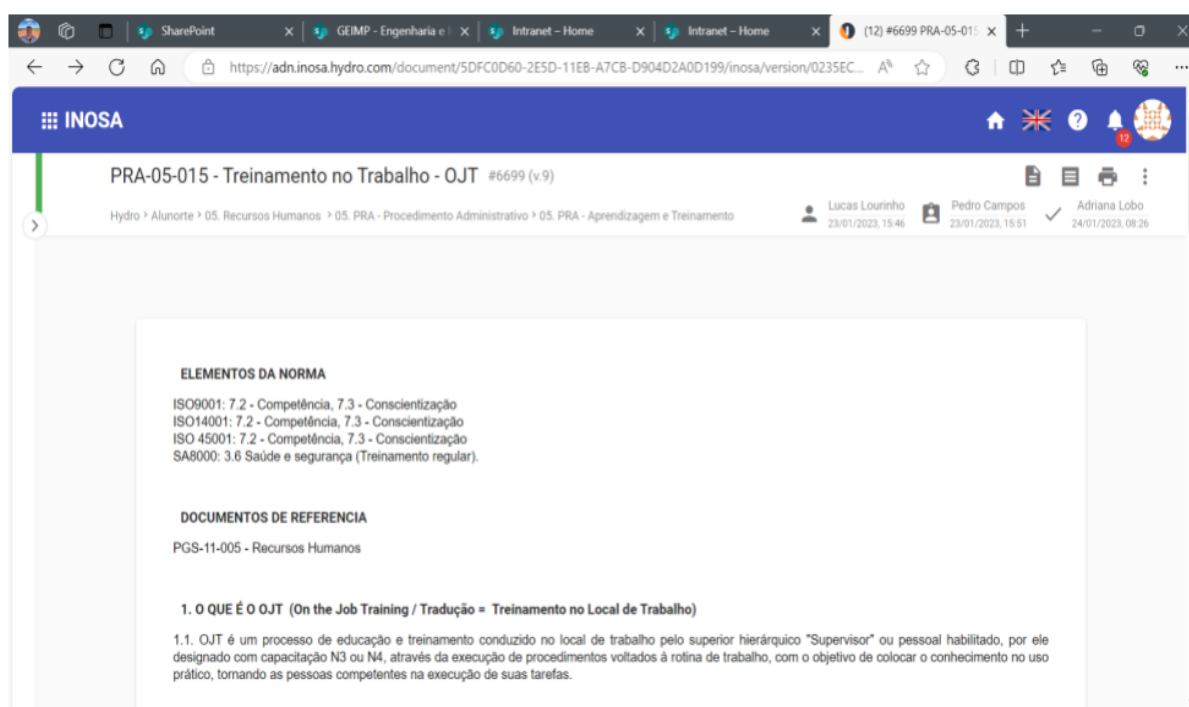 SharePoint
GEIMP - Engenharia e
Intranet – Home
Intranet – Home
(12) #6699 PRA-05-015
https://adn.inosa.hydro.com/document/5DFC0D60-2E5D-11EB-A7CB-D904D2A0D199/inosa/version/0235EC...
INOSA
12
PRA-05-015 - Treinamento no Trabalho - OJT #6699 (v.9)
Hydro > Alunorte > 05. Recursos Humanos > 05. PRA - Procedimento Administrativo > 05. PRA - Aprendizagem e Treinamento
Lucas Lourinho
23/01/2023, 15:46
Pedro Campos
23/01/2023, 15:51
Adriana Lobo
24/01/2023, 08:26
ELEMENTOS DA NORMA
ISO9001: 7.2 - Competência, 7.3 - Conscientização
ISO14001: 7.2 - Competência, 7.3 - Conscientização
ISO 45001: 7.2 - Competência, 7.3 - Conscientização
SA8000: 3.6 Saúde e segurança (Treinamento regular).
DOCUMENTOS DE REFERENCIA
PGS-11-005 - Recursos Humanos
1. O QUE É O OJT (On the Job Training / Tradução = Treinamento no Local de Trabalho)
1.1. OJT é um processo de educação e treinamento conduzido no local de trabalho pelo superior hierárquico "Supervisor" ou pessoal habilitado, por ele
designado com capacitação N3 ou N4, através da execução de procedimentos voltados à rotina de trabalho, com o objetivo de colocar o conhecimento no uso
prático, tornando as pessoas competentes na execução de suas tarefas.